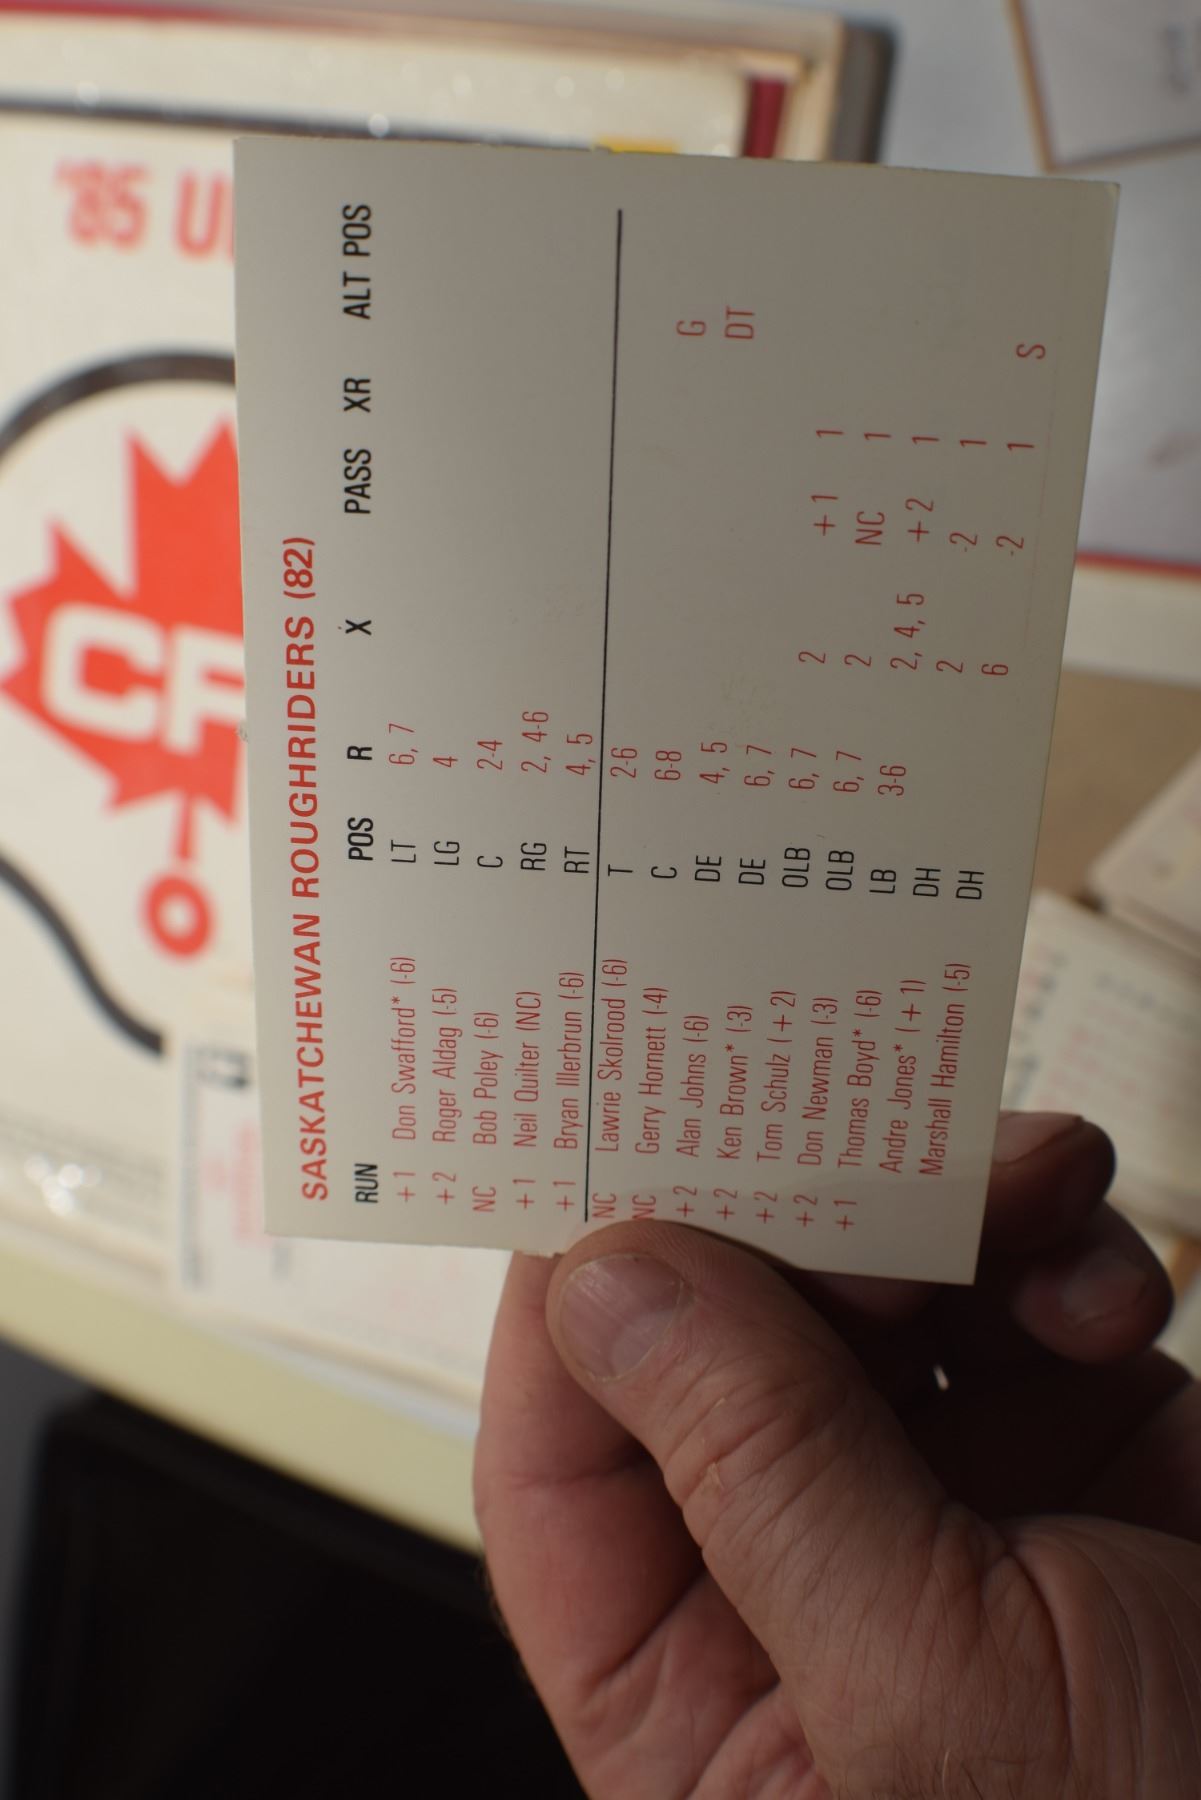 '85 U
CF
SASKATCHEWAN ROUGHRIDERS (82)
RUN POS R X PASS XR ALT POS
+1 Don Swafford* (-6) LT 6, 7
+2 Roger Aldag (-5) LG 4
NC Bob Poley (-6) C 2-4
+1 Neil Quilter (NC) RG 2, 4-6
+1 Bryan Illerbrun (-6) RT 4, 5
NC Lawrie Skolrood (-6) T 2-6
NC Gerry Hornett (-4) C 6-8 G
+2 Alan Johns (-6) DE 4, 5 DT
+2 Ken Brown* (-3) DE 6, 7
+2 Tom Schulz (+2) OLB 6, 7 2 +1 1
+2 Don Newman (-3) OLB 6, 7 2 NC 1
+1 Thomas Boyd* (-6) LB 3-6 2, 4, 5 +2 1
Andre Jones* (+1) DH 2 -2 1
Marshall Hamilton (-5) DH 6 -2 1 S